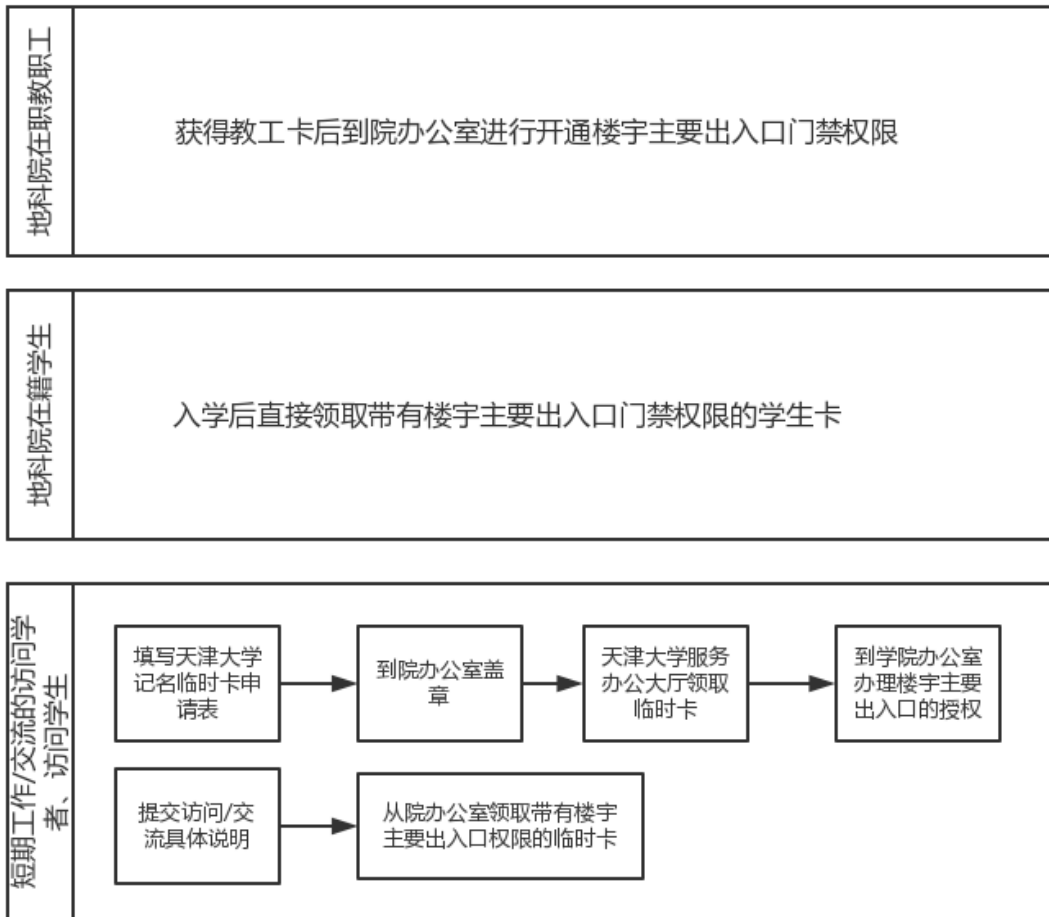 地科院在职教职工
获得教工卡后到院办公室进行开通楼宇主要出入口门禁权限
地科院在籍学生
入学后直接领取带有楼宇主要出入口门禁权限的学生卡
短期工作/交流的访问学
者、访问学生
填写天津大学
记名临时卡申
请表
到院办公室盖
章
天津大学服务
办公大厅领取
临时卡
到学院办公室
办理楼宇主要
出入口的授权
提交访问/交
流具体说明
从院办公室领取带有楼宇
主要出入口权限的临时卡